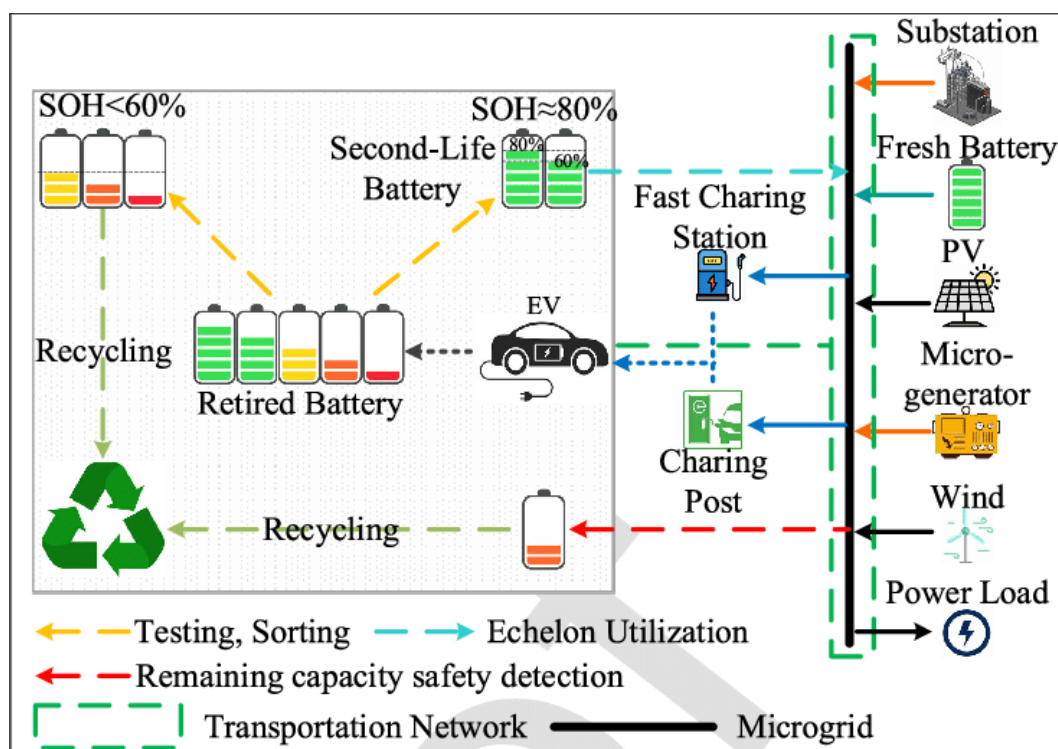 Substation
SOH<60%
SOH≈80%
80%
60%
Second-Life
Battery
Fresh Battery
Fast Charing
Station
PV
EV
Recycling
Retired Battery
Micro-
generator
Charing
Post
Wind
Recycling
Power Load
Testing, Sorting
Echelon Utilization
Remaining capacity safety detection
Transportation Network
Microgrid